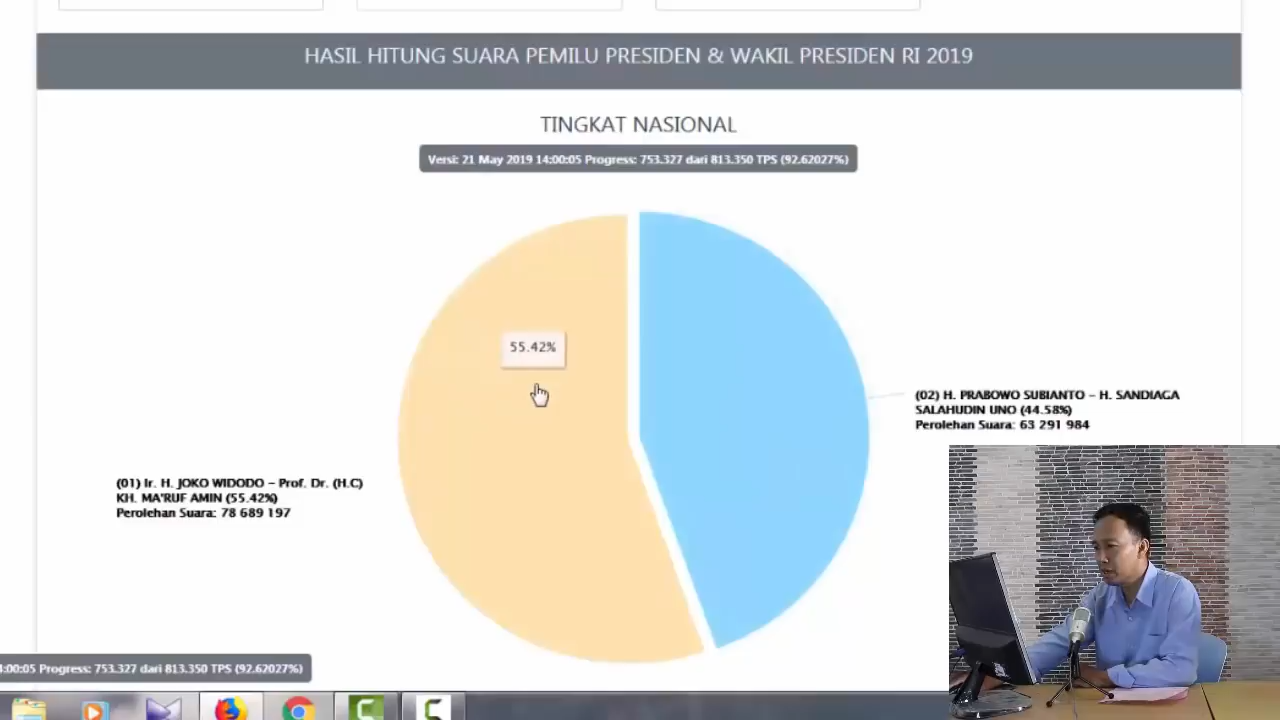 HASIL HITUNG SUARA PEMILU PRESIDEN & WAKIL PRESIDEN RI 2019
TINGKAT NASIONAL
Versi: 21 May 2019 14:00:05 Progress: 753.327 dari 813.350 TPS (92.62027%)
55.42%
(02) H. PRABOWO SUBIANTO – H. SANDIAGA
SALAHUDIN UNO (44.58%)
Perolehan Suara: 63 291 984
(01) Ir. H. JOKO WIDODO – Prof. Dr. (H.C)
KH. MA'RUF AMIN (55.42%)
Perolehan Suara: 78 689 197
4:00:05 Progress: 753.327 dari 813.350 TPS (92.62027%)